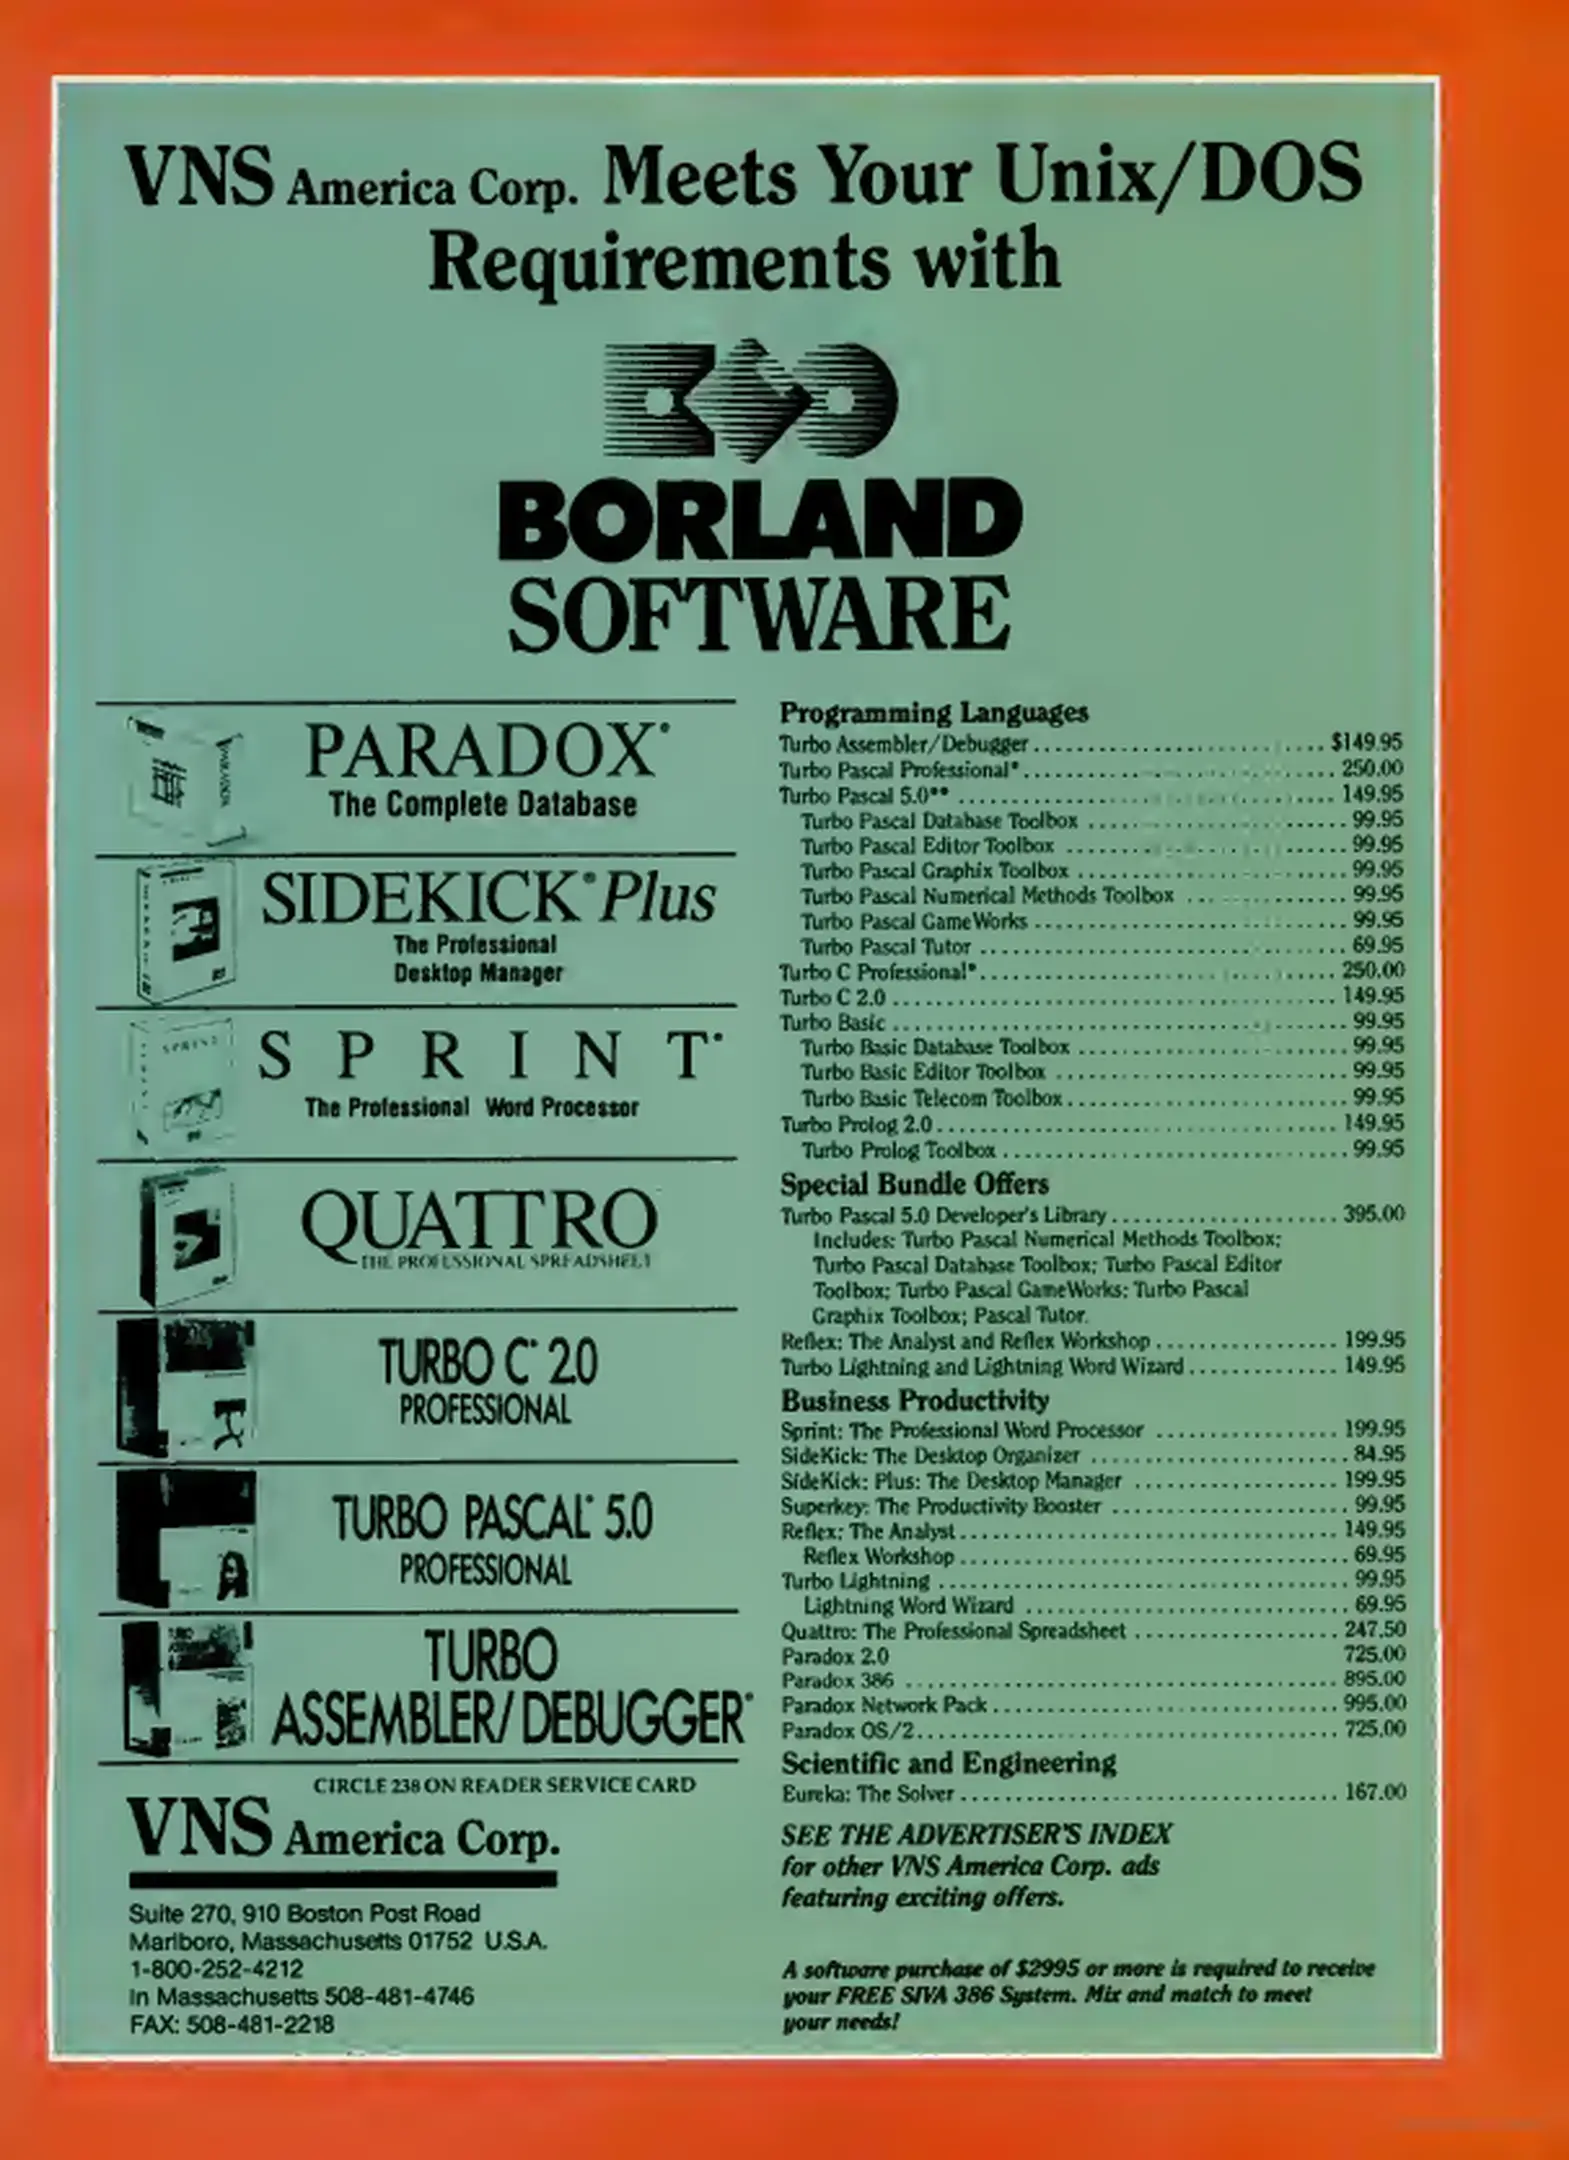 VNS America Corp. Meets Your Unix/DOS
Requirements with
BORLAND
SOFTWARE
PARADOX®
The Complete Database
SIDEKICK® Plus
The Professional
Desktop Manager
SPRINT®
The Professional Word Processor
QUATTRO
THE PROFESSIONAL SPREADSHEET
TURBO C® 2.0
PROFESSIONAL
TURBO PASCAL® 5.0
PROFESSIONAL
TURBO
ASSEMBLER/DEBUGGER®
CIRCLE 238 ON READER SERVICE CARD
VNS America Corp.
Suite 270, 910 Boston Post Road
Marlboro, Massachusetts 01752 U.S.A.
1-800-252-4212
In Massachusetts 508-481-4746
FAX: 508-481-2218
Programming Languages
Turbo Assembler/Debugger $149.95
Turbo Pascal Professional* 250.00
Turbo Pascal 5.0** 149.95
Turbo Pascal Database Toolbox 99.95
Turbo Pascal Editor Toolbox 99.95
Turbo Pascal Graphix Toolbox 99.95
Turbo Pascal Numerical Methods Toolbox 99.95
Turbo Pascal GameWorks 99.95
Turbo Pascal Tutor 69.95
Turbo C Professional* 250.00
Turbo C 2.0 149.95
Turbo Basic 99.95
Turbo Basic Database Toolbox 99.95
Turbo Basic Editor Toolbox 99.95
Turbo Basic Telecom Toolbox 99.95
Turbo Prolog 2.0 149.95
Turbo Prolog Toolbox 99.95
Special Bundle Offers
Turbo Pascal 5.0 Developer's Library 395.00
Includes: Turbo Pascal Numerical Methods Toolbox;
Turbo Pascal Database Toolbox; Turbo Pascal Editor
Toolbox; Turbo Pascal GameWorks; Turbo Pascal
Graphix Toolbox; Pascal Tutor.
Reflex: The Analyst and Reflex Workshop 199.95
Turbo Lightning and Lightning Word Wizard 149.95
Business Productivity
Sprint: The Professional Word Processor 199.95
SideKick: The Desktop Organizer 84.95
SideKick: Plus: The Desktop Manager 199.95
Superkey: The Productivity Booster 99.95
Reflex: The Analyst 149.95
Reflex Workshop 69.95
Turbo Lightning 99.95
Lightning Word Wizard 69.95
Quattro: The Professional Spreadsheet 247.50
Paradox 2.0 725.00
Paradox 386 895.00
Paradox Network Pack 995.00
Paradox OS/2 725.00
Scientific and Engineering
Eureka: The Solver 167.00
SEE THE ADVERTISER'S INDEX
for other VNS America Corp. ads
featuring exciting offers.
A software purchase of $2995 or more is required to receive
your FREE SIVA 386 System. Mix and match to meet
your needs!